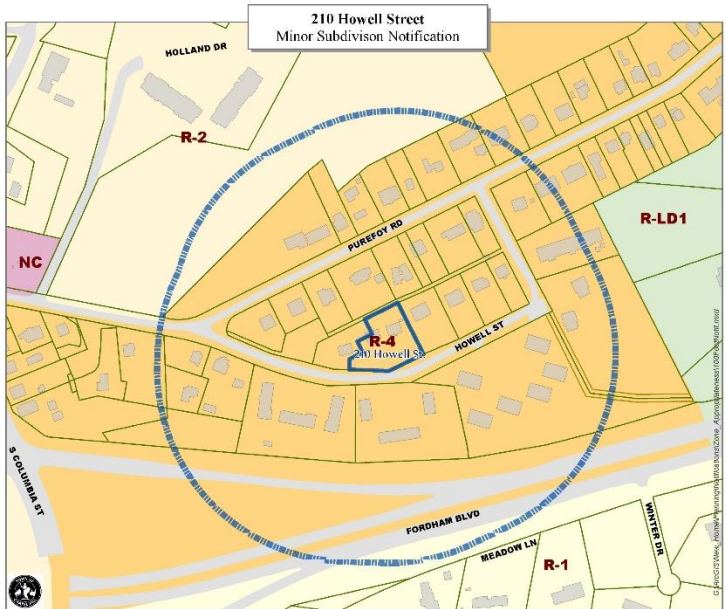 210 Howell Street
Minor Subdivison Notification
HOLLAND DR
R-2
R-LD1
PUREFOY RD
NC
R-4
210 Howell St.
HOWELL ST
S COLUMBIA ST
FORDHAM BLVD
MEADOW LN
WINTER DR
R-1